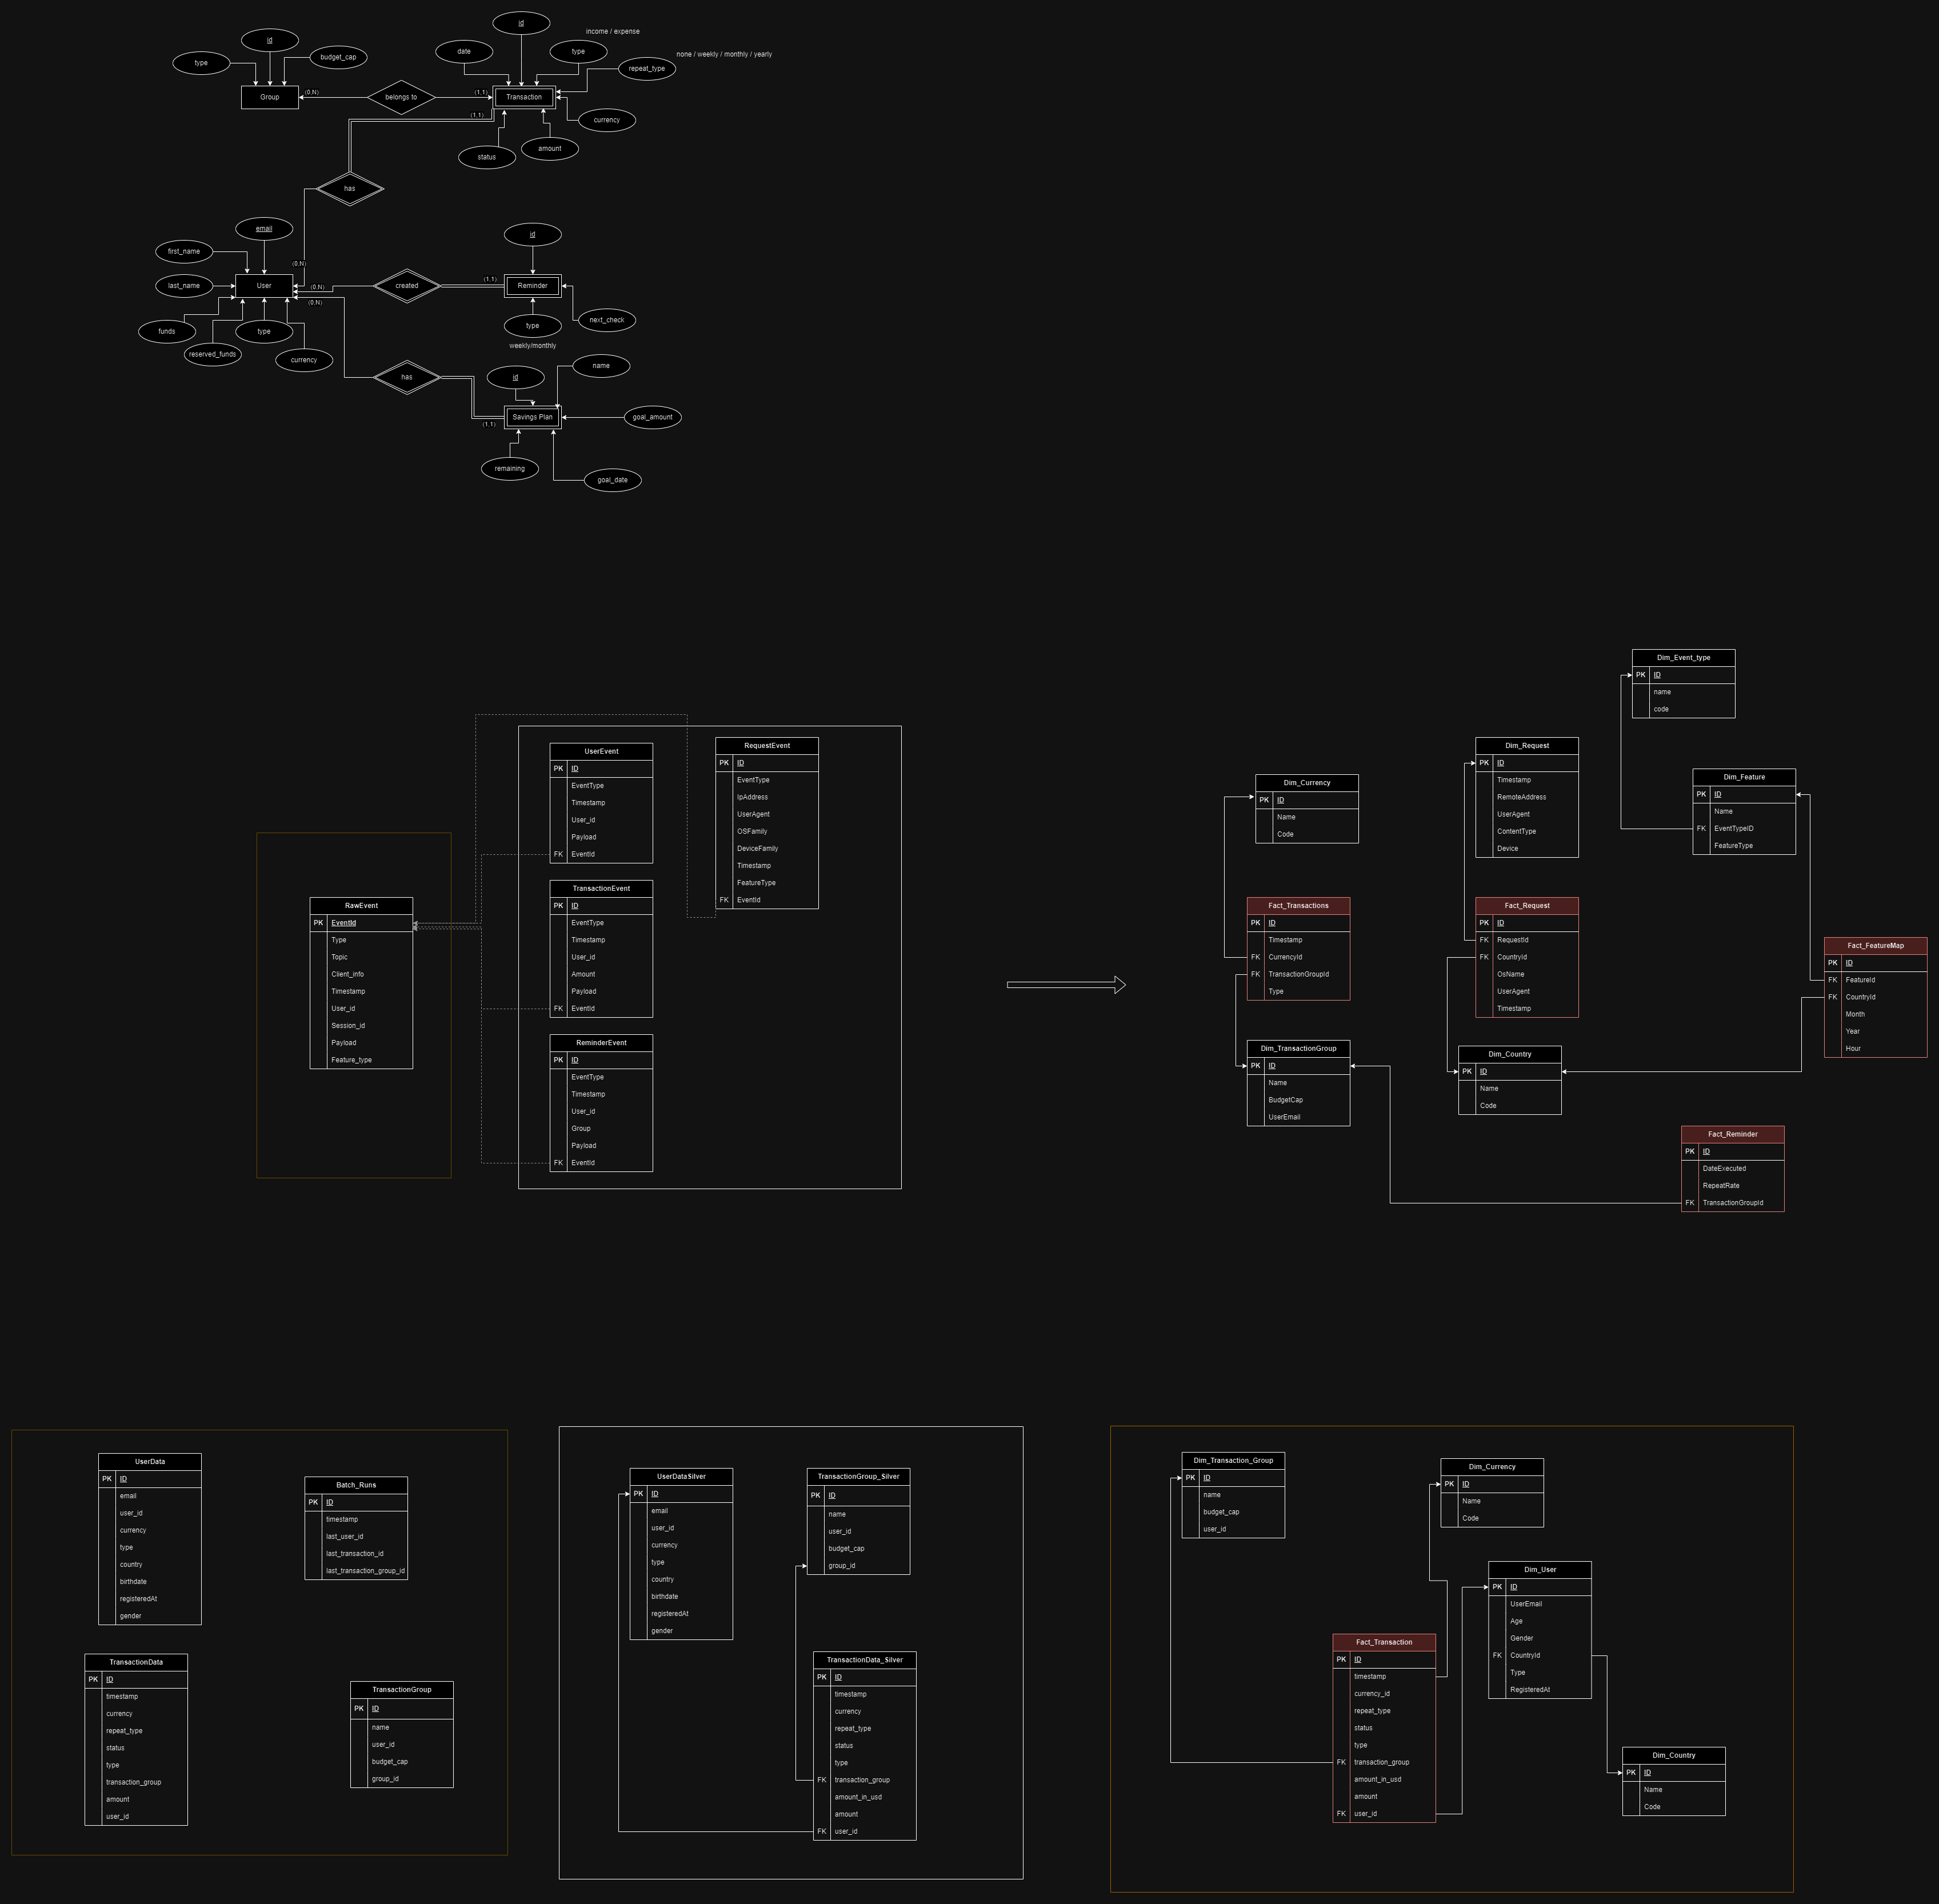 id
income / expense
id
date
type
type
budget_cap
none / weekly / monthly / yearly
repeat_type
Group
(0,N)
belongs to
(1,1)
Transaction
(1,1)
currency
status
amount
has
email
first_name
id
(0,N)
last_name
User
(0,N)
created
(1,1)
Reminder
(0,N)
funds
type
type
next_check
reserved_funds
currency
weekly/monthly
name
id
has
Savings Plan
goal_amount
(1,1)
remaining
goal_date
RawEvent
PK EventId
Type
Topic
Client_info
Timestamp
User_id
Session_id
Payload
Feature_type
UserEvent
PK ID
EventType
Timestamp
User_id
Payload
FK EventId
TransactionEvent
PK ID
EventType
Timestamp
User_id
Amount
Payload
FK EventId
ReminderEvent
PK ID
EventType
Timestamp
User_id
Group
Payload
FK EventId
RequestEvent
PK ID
EventType
IpAddress
UserAgent
OSFamily
DeviceFamily
Timestamp
FeatureType
FK EventId
Dim_Currency
PK ID
Name
Code
Fact_Transactions
PK ID
Timestamp
FK CurrencyId
FK TransactionGroupId
Type
Dim_TransactionGroup
PK ID
Name
BudgetCap
UserEmail
Dim_Request
PK ID
Timestamp
RemoteAddress
UserAgent
ContentType
Device
Fact_Request
PK ID
FK RequestId
FK CountryId
OsName
UserAgent
Timestamp
Dim_Country
PK ID
Name
Code
Dim_Event_type
PK ID
name
code
Dim_Feature
PK ID
Name
FK EventTypeID
FeatureType
Fact_FeatureMap
PK ID
FK FeatureId
FK CountryId
Month
Year
Hour
Fact_Reminder
PK ID
DateExecuted
RepeatRate
FK TransactionGroupId
UserData
PK ID
email
user_id
currency
type
country
birthdate
registeredAt
gender
Batch_Runs
PK ID
timestamp
last_user_id
last_transaction_id
last_transaction_group_id
TransactionData
PK ID
timestamp
currency
repeat_type
status
type
transaction_group
amount
user_id
TransactionGroup
PK ID
name
user_id
budget_cap
group_id
UserDataSilver
PK ID
email
user_id
currency
type
country
birthdate
registeredAt
gender
TransactionGroup_Silver
PK ID
name
user_id
budget_cap
group_id
TransactionData_Silver
PK ID
timestamp
currency
repeat_type
status
type
FK transaction_group
amount_in_usd
amount
FK user_id
Dim_Transaction_Group
PK ID
name
budget_cap
user_id
Dim_Currency
PK ID
Name
Code
Fact_Transaction
PK ID
timestamp
currency_id
repeat_type
status
type
FK transaction_group
amount_in_usd
amount
FK user_id
Dim_User
PK ID
UserEmail
Age
Gender
FK CountryId
Type
RegisteredAt
Dim_Country
PK ID
Name
Code